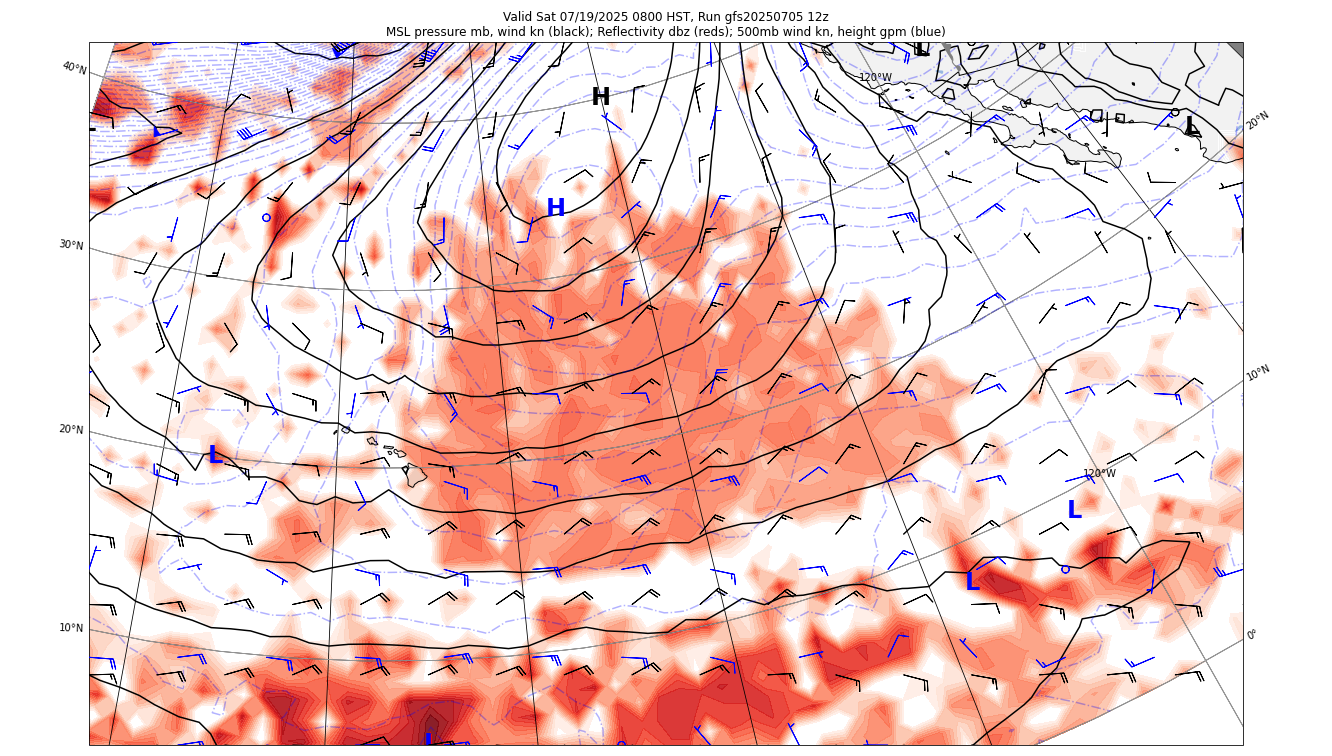 Valid Sat 07/19/2025 0800 HST, Run gfs20250705 12z
MSL pressure mb, wind kn (black); Reflectivity dbz (reds); 500mb wind kn, height gpm (blue)
L
40°N
120°W
H
L
20°N
H
30°N
10°N
20°N
L
120°W
L
L
10°N
0°
L